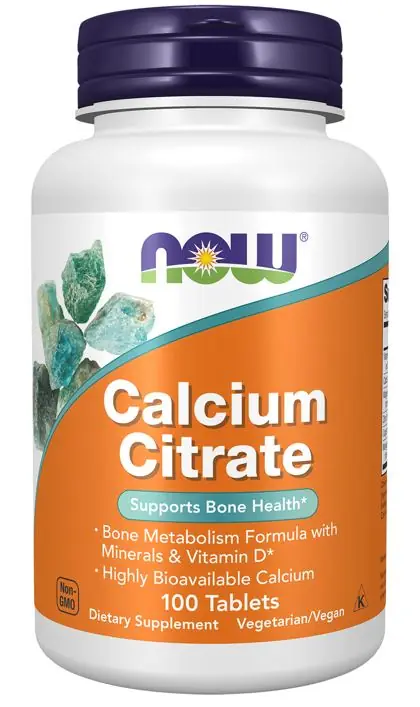 NOW®
Calcium
Citrate
Supports Bone Health*
• Bone Metabolism Formula with
Minerals & Vitamin D*
• Highly Bioavailable Calcium
100 Tablets
Non-
GMO
Dietary Supplement Vegetarian/Vegan
K